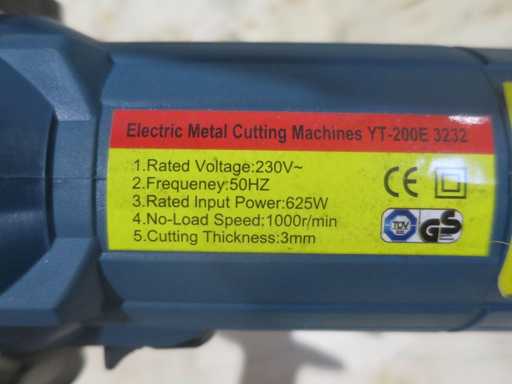 Electric Metal Cutting Machines YT-200E 3232
1.Rated Voltage:230V~
2.Frequeney:50HZ
3.Rated Input Power:625W
4.No-Load Speed:1000r/min
5.Cutting Thickness:3mm
CE
TÜV GS